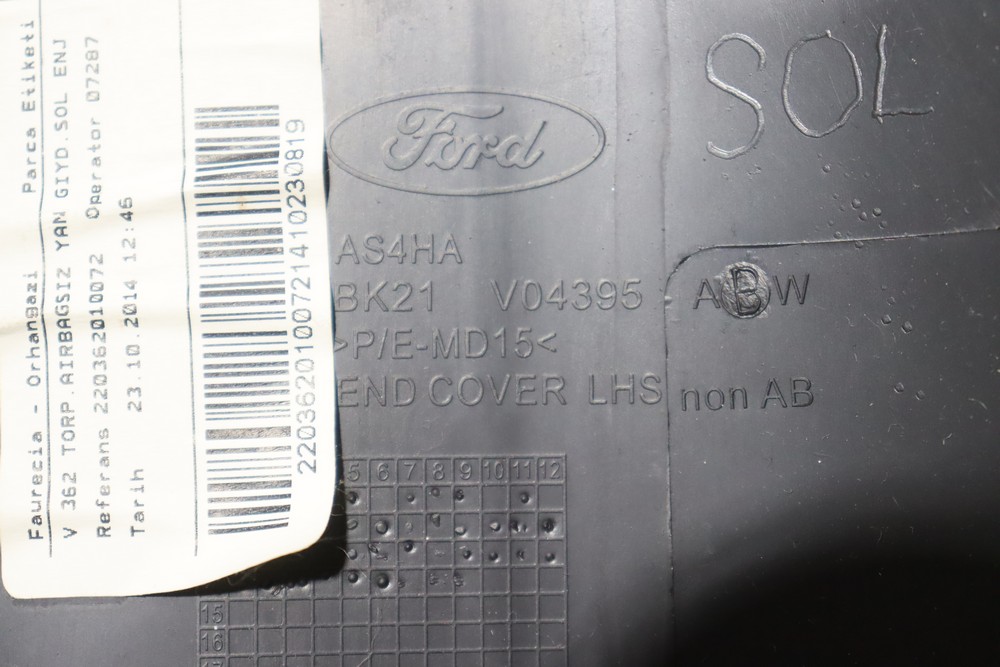 Faurecia - Orhangazi Parca Etiketi
V 362 TORP.AIRBAGSIZ YAN GIYD.SOL ENJ
Referans 220362010072 Operator 07287
Tarih 23.10.2014 12:46
2203620100721410230819
Ford
SOL
AS4HA
BK21 V04395 ABW
>P/E-MD15<
END COVER LHS non AB
5 6 7 8 9 10 11 12
15
16